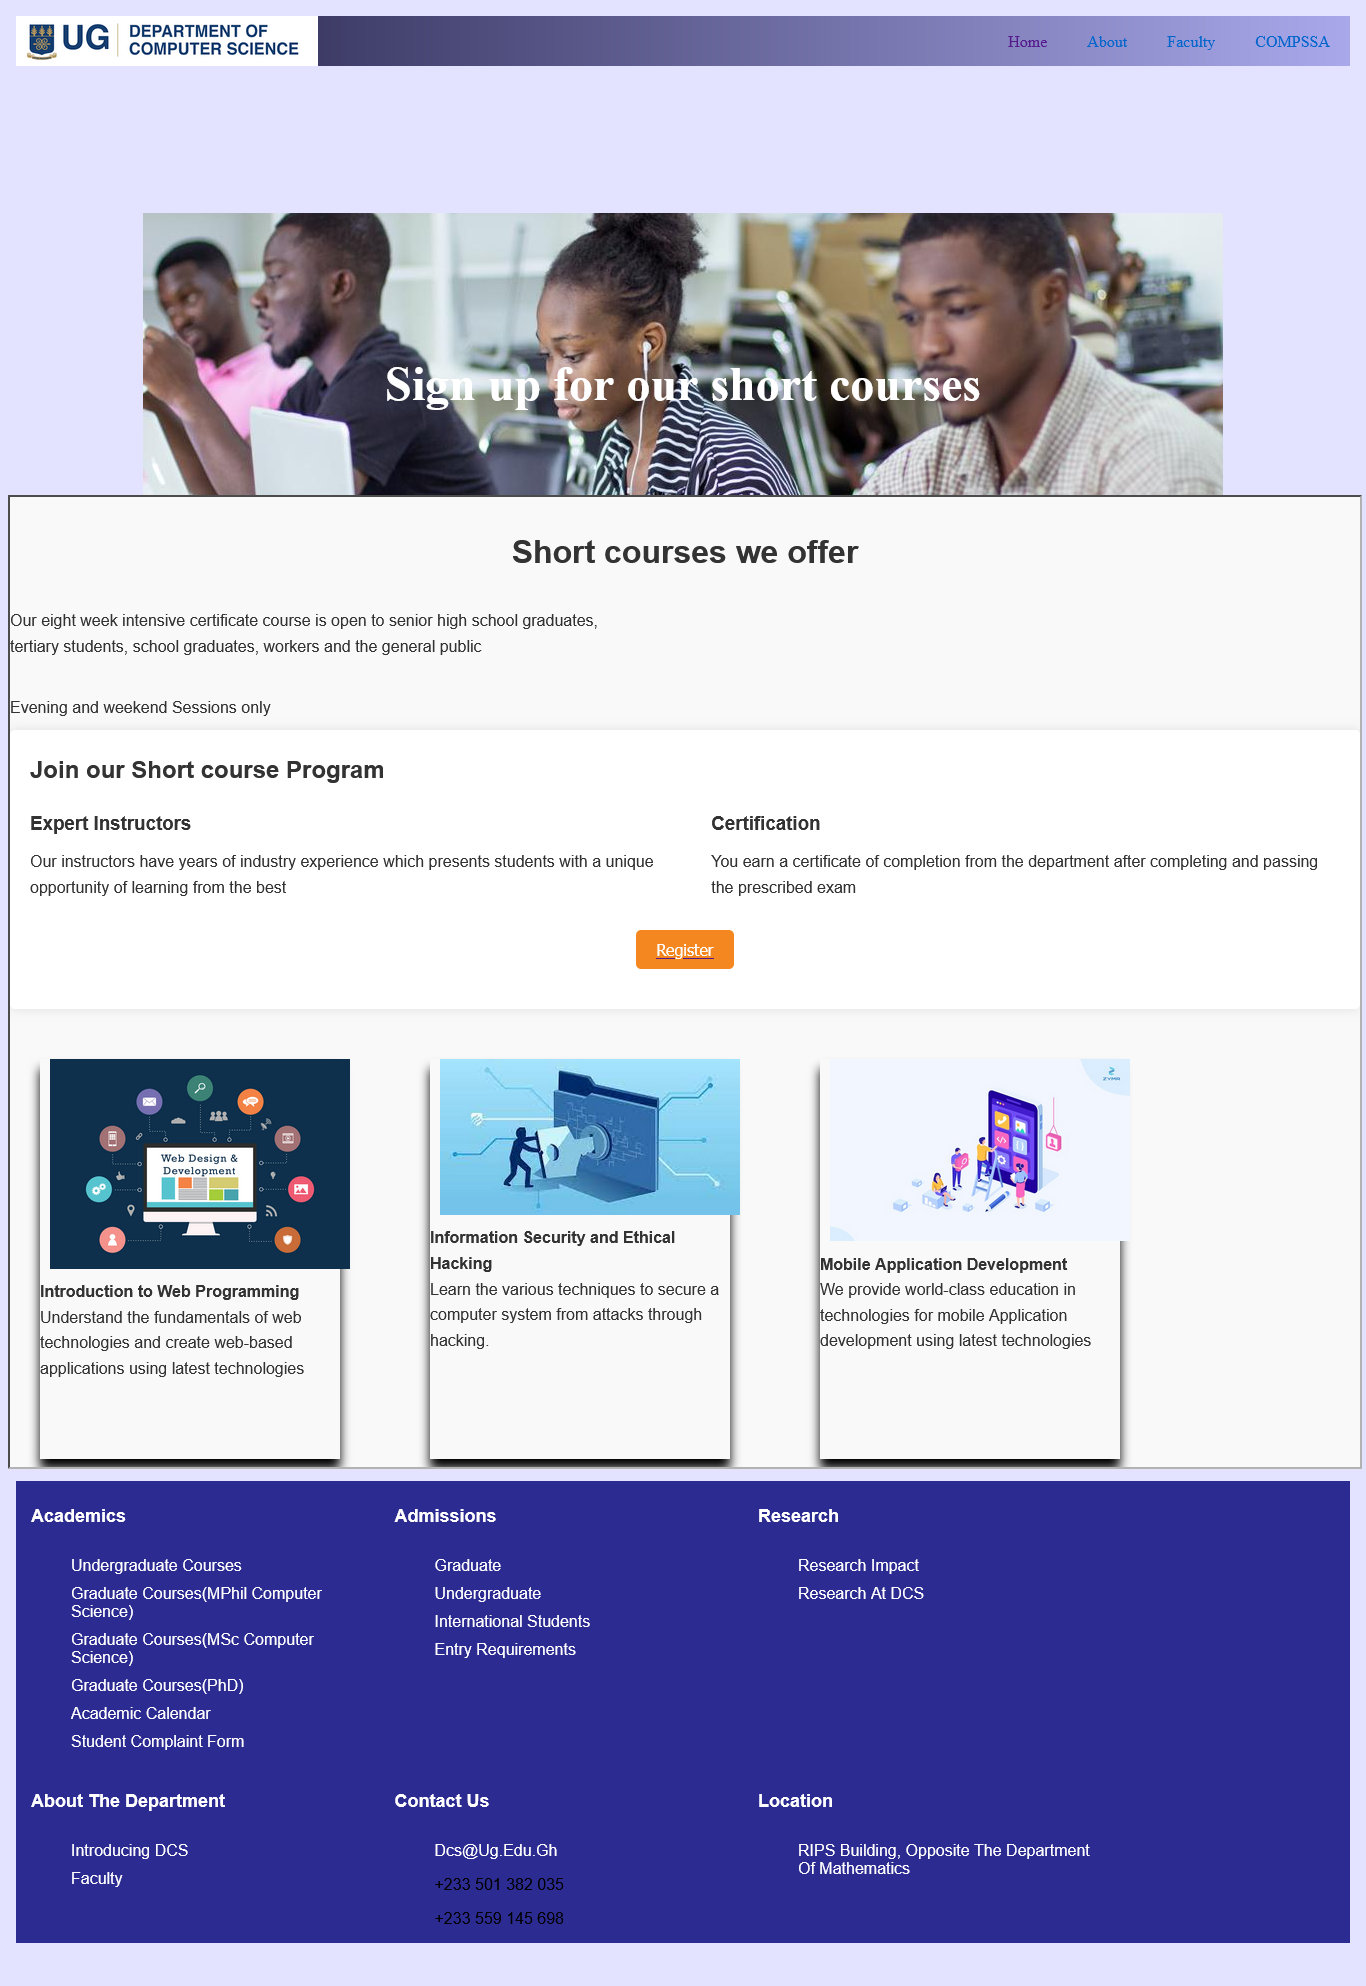 UG DEPARTMENT OF
COMPUTER SCIENCE
Home About Faculty COMPSSA
Sign up for our short courses
Short courses we offer
Our eight week intensive certificate course is open to senior high school graduates,
tertiary students, school graduates, workers and the general public
Evening and weekend Sessions only
Join our Short course Program
Expert Instructors
Our instructors have years of industry experience which presents students with a unique
opportunity of learning from the best
Certification
You earn a certificate of completion from the department after completing and passing
the prescribed exam
Register
Web Design &
Development
Introduction to Web Programming
Understand the fundamentals of web
technologies and create web-based
applications using latest technologies
Information Security and Ethical
Hacking
Learn the various techniques to secure a
computer system from attacks through
hacking.
ZYMR
Mobile Application Development
We provide world-class education in
technologies for mobile Application
development using latest technologies
Academics
Undergraduate Courses
Graduate Courses(MPhil Computer
Science)
Graduate Courses(MSc Computer
Science)
Graduate Courses(PhD)
Academic Calendar
Student Complaint Form
Admissions
Graduate
Undergraduate
International Students
Entry Requirements
Research
Research Impact
Research At DCS
About The Department
Introducing DCS
Faculty
Contact Us
Dcs@Ug.Edu.Gh
+233 501 382 035
+233 559 145 698
Location
RIPS Building, Opposite The Department
Of Mathematics